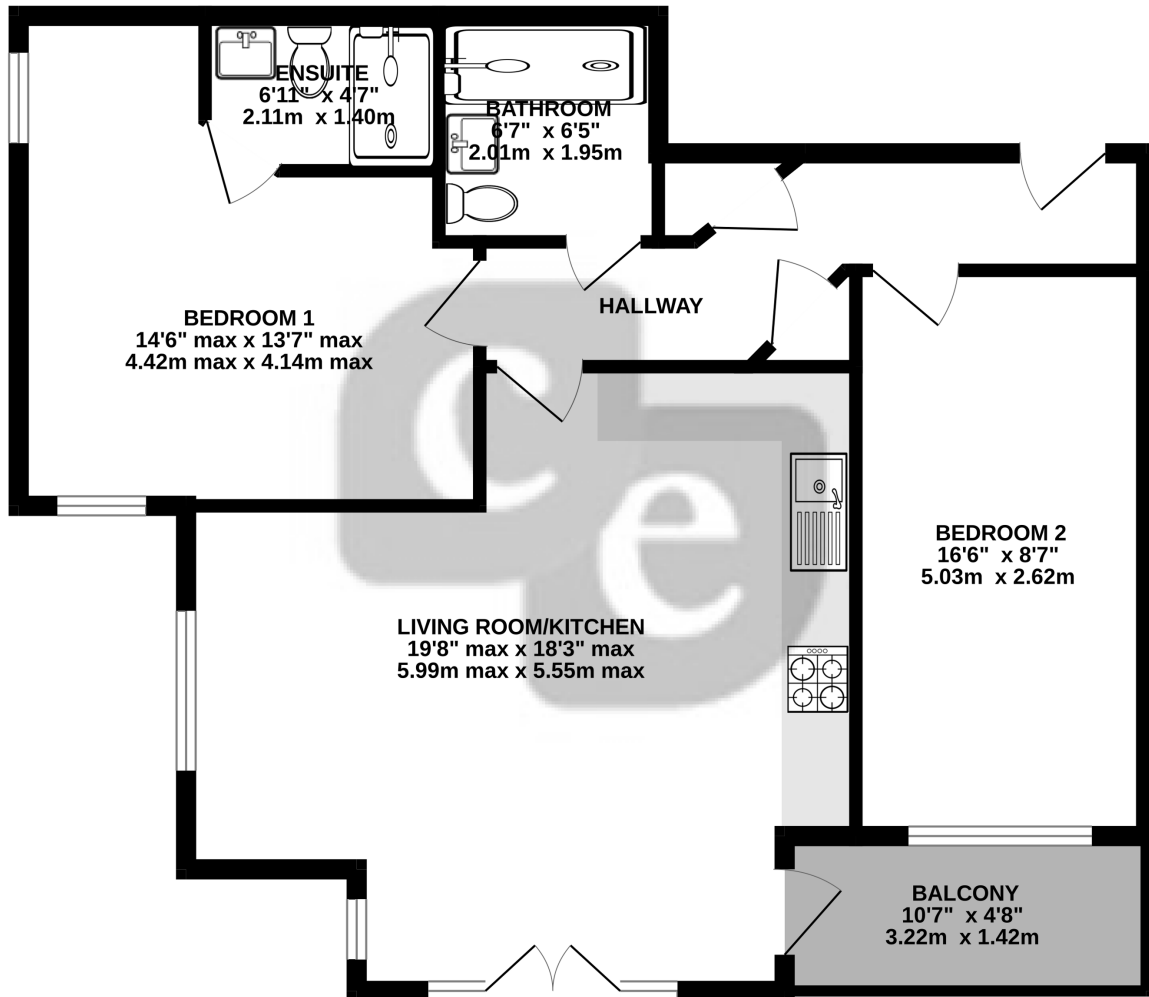 ENSUITE
6'11" x 4'7"
2.11m x 1.40m
BATHROOM
6'7" x 6'5"
2.01m x 1.95m
HALLWAY
BEDROOM 1
14'6" max x 13'7" max
4.42m max x 4.14m max
BEDROOM 2
16'6" x 8'7"
5.03m x 2.62m
LIVING ROOM/KITCHEN
19'8" max x 18'3" max
5.99m max x 5.55m max
BALCONY
10'7" x 4'8"
3.22m x 1.42m
c
e